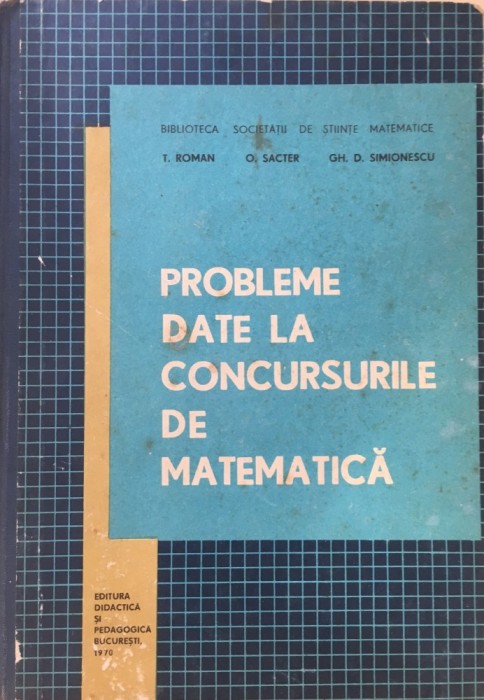 BIBLIOTECA SOCIETĂȚII DE ȘTIINȚE MATEMATICE
T. ROMAN O. SACTER GH. D. SIMIONESCU
PROBLEME
DATE LA
CONCURSURILE
DE
MATEMATICĂ
EDITURA
DIDACTICĂ
ȘI
PEDAGOGICĂ
BUCUREȘTI,
1970